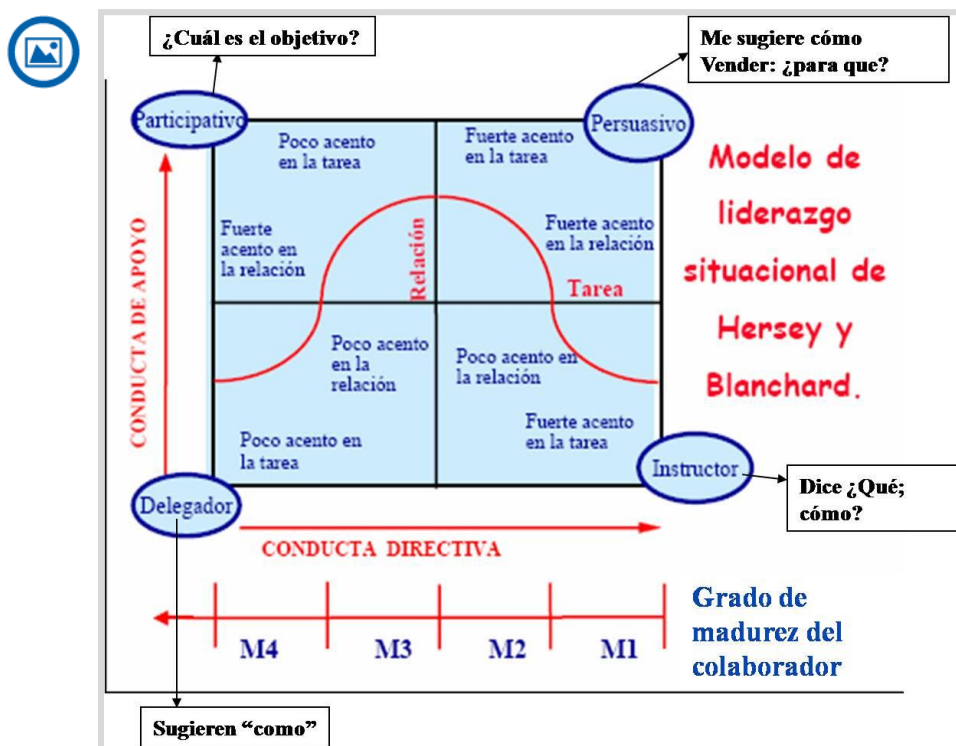 ¿Cuál es el objetivo?
Me sugiere cómo
Vender: ¿para que?
Participativo
Persuasivo
Poco acento
en la tarea
Fuerte acento
en la tarea
Fuerte
acento en
la relación
Fuerte acento
en la relación
Relación
Tarea
Modelo de
liderazgo
situacional de
Hersey y
Blanchard.
CONDUCTA DE APOYO
Poco acento
en la
relación
Poco acento en
la relación
Poco acento en
la tarea
Fuerte acento
en la tarea
Delegador
Instructor
Dice ¿Qué;
cómo?
CONDUCTA DIRECTIVA
M4
M3
M2
M1
Grado de
madurez del
colaborador
Sugieren “como”